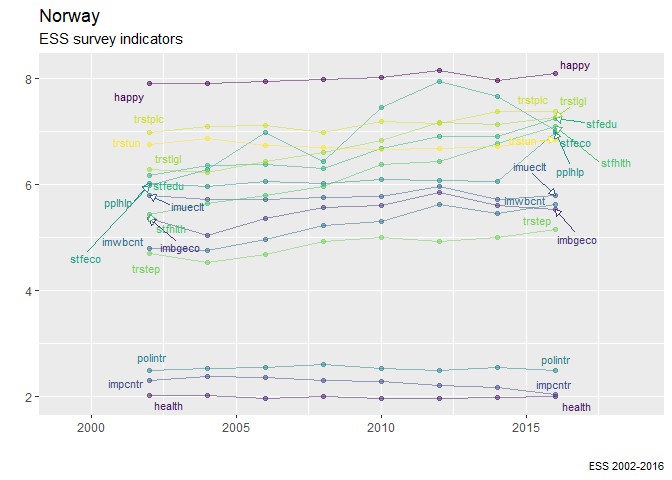 Norway
ESS survey indicators
happy
happy
8
trstplc
trstplc
trstlgl
trstun
trstun
stfedu
stfeco
trstlgl
stfhlth
imueclt
pplhlp
6
stfedu
pplhlp
imueclt
imwbcnt
trstep
stfhlth
imwbcnt
imbgeco
imbgeco
stfeco
trstep
4
polintr
polintr
impcntr
impcntr
2
health
health
2000
2005
2010
2015
ESS 2002-2016